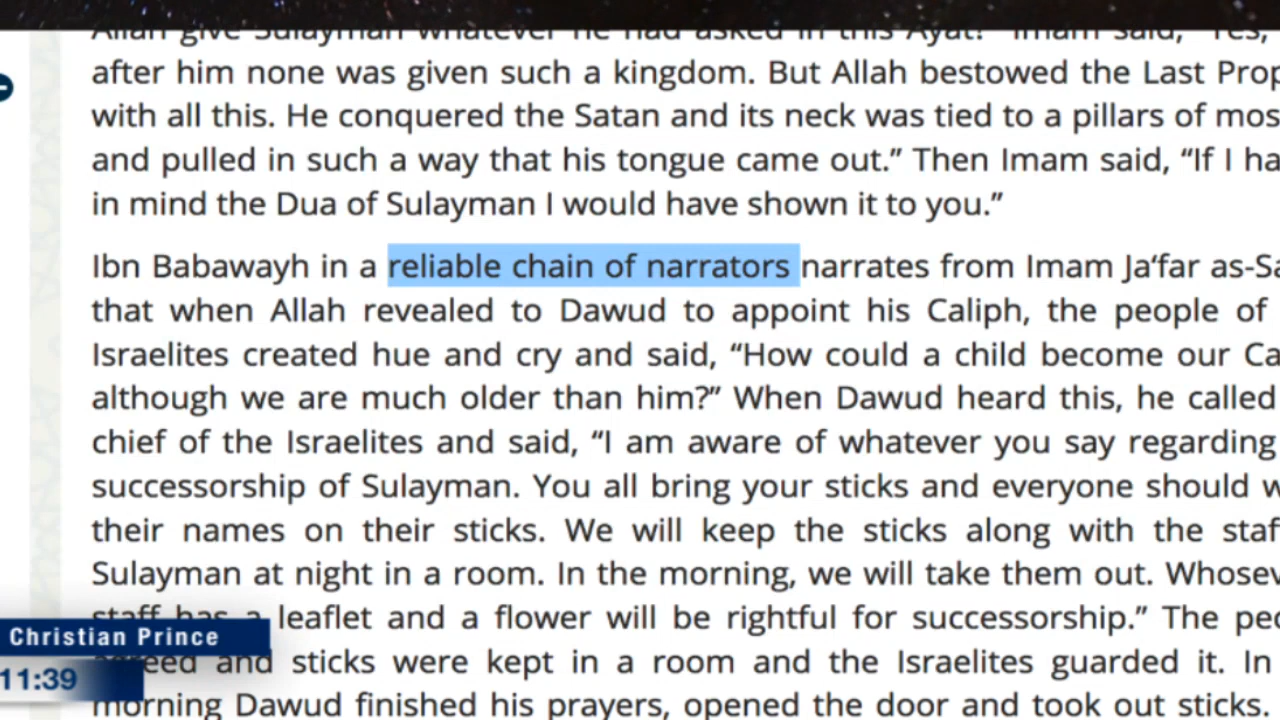 Allah give Sulayman whatever he had asked in this Ayat?" Imam said, "Yes,
after him none was given such a kingdom. But Allah bestowed the Last Prop
with all this. He conquered the Satan and its neck was tied to a pillars of mos
and pulled in such a way that his tongue came out.” Then Imam said, “If I ha
in mind the Dua of Sulayman I would have shown it to you.”
Ibn Babawayh in a reliable chain of narrators narrates from Imam Ja‘far as-Sa
that when Allah revealed to Dawud to appoint his Caliph, the people of
Israelites created hue and cry and said, “How could a child become our Ca
although we are much older than him?” When Dawud heard this, he called
chief of the Israelites and said, “I am aware of whatever you say regarding
successorship of Sulayman. You all bring your sticks and everyone should w
their names on their sticks. We will keep the sticks along with the staf
Sulayman at night in a room. In the morning, we will take them out. Whosev
staff has a leaflet and a flower will be rightful for successorship.” The peo
Christian Prince
agreed and sticks were kept in a room and the Israelites guarded it. In
11:39
morning Dawud finished his prayers, opened the door and took out sticks.